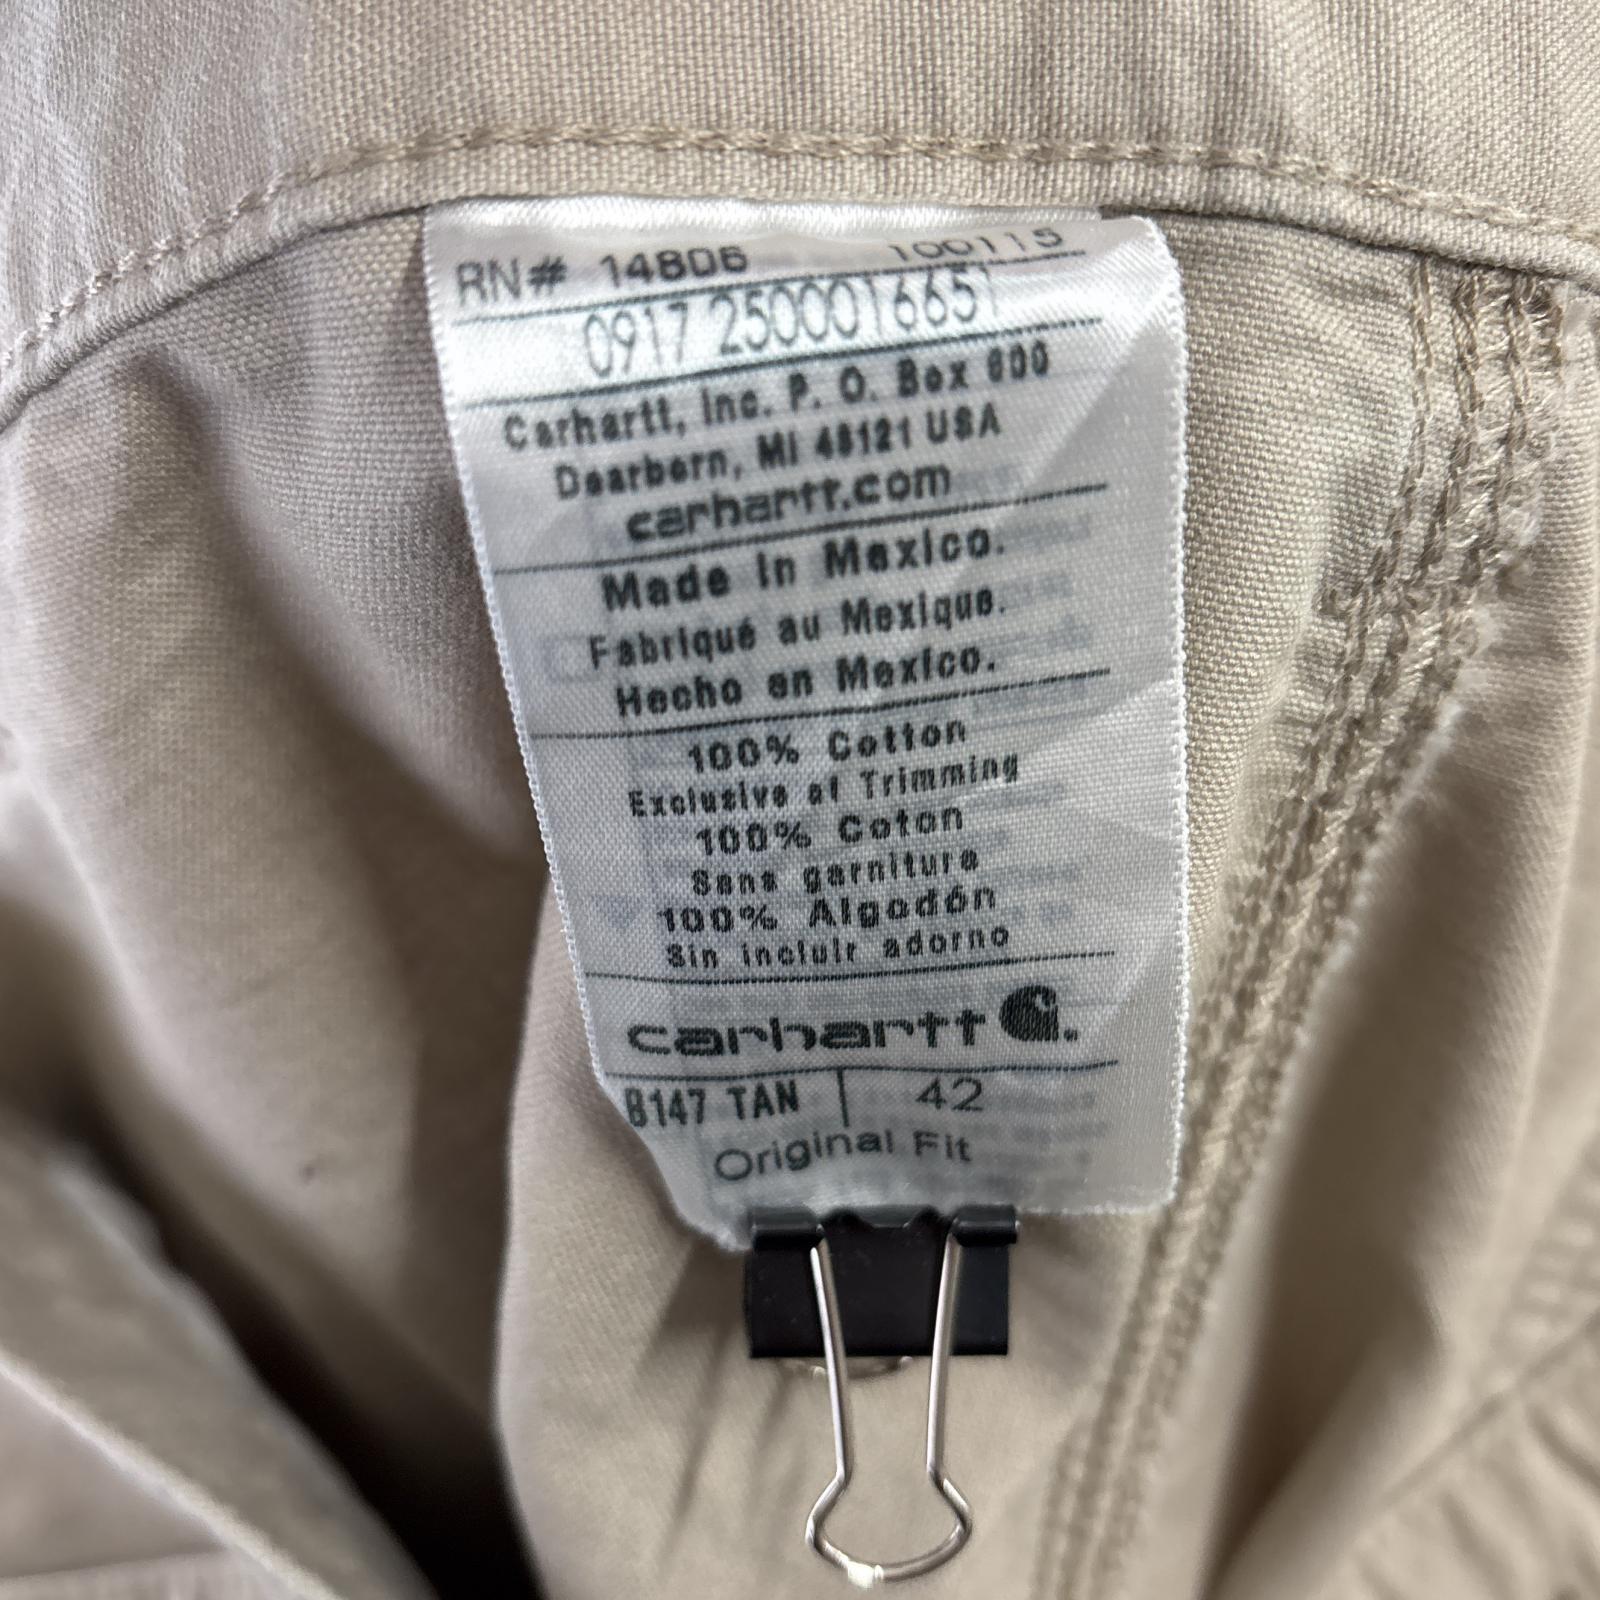 RN# 14806 100115
0917 2500016651
Carhartt, Inc. P. O. Box 600
Dearborn, MI 48121 USA
carhartt.com
Made in Mexico.
Fabriqué au Mexique.
Hecho en Mexico.
100% Cotton
Exclusive of Trimming
100% Coton
Sans garniture
100% Algodón
Sin incluir adorno
carhartt
B147 TAN 42
Original Fit